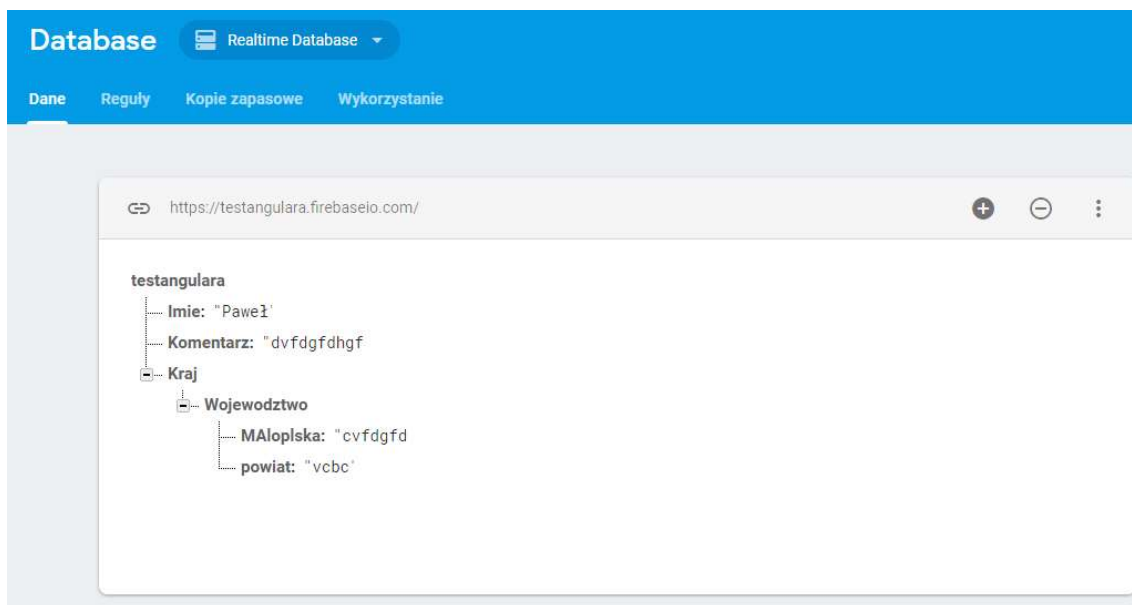 Database Realtime Database
Dane Reguły Kopie zapasowe Wykorzystanie
https://testangulara.firebaseio.com/
testangulara
Imie: "Paweł'
Komentarz: "dvfdgfdhgf
Kraj
Wojewodztwo
MAloplska: "cvfdgfd
powiat: "vcbc'